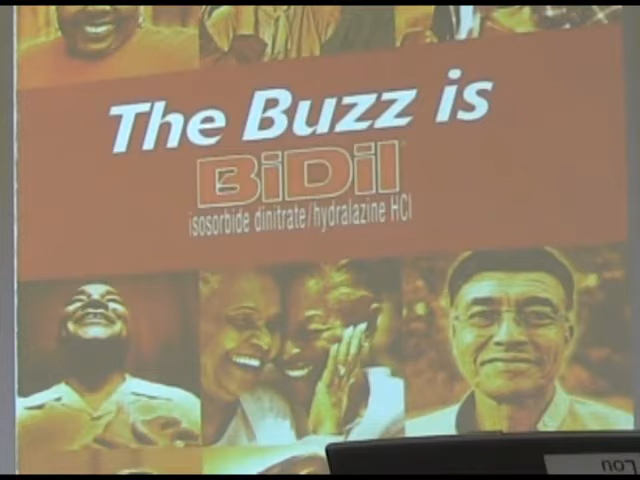 The Buzz is
BiDil
isosorbide dinitrate/hydralazine HCl